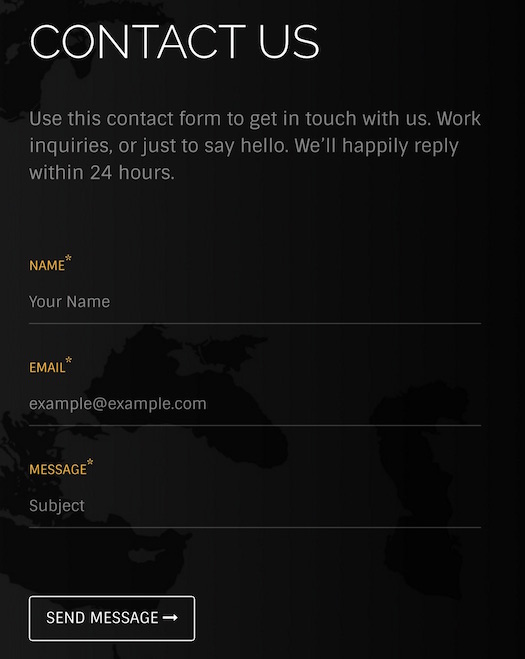 CONTACT US
Use this contact form to get in touch with us. Work
inquiries, or just to say hello. We’ll happily reply
within 24 hours.
NAME*
Your Name
EMAIL*
example@example.com
MESSAGE*
Subject
SEND MESSAGE ➞